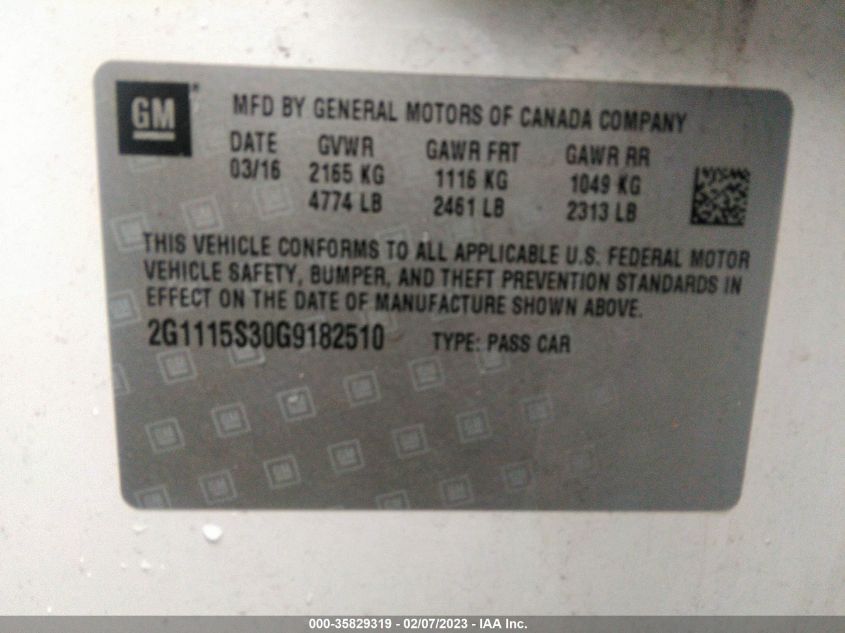 GM ®
MFD BY GENERAL MOTORS OF CANADA COMPANY
DATE GVWR GAWR FRT GAWR RR
03/16 2165 KG 1116 KG 1049 KG
4774 LB 2461 LB 2313 LB
THIS VEHICLE CONFORMS TO ALL APPLICABLE U.S. FEDERAL MOTOR
VEHICLE SAFETY, BUMPER, AND THEFT PREVENTION STANDARDS IN
EFFECT ON THE DATE OF MANUFACTURE SHOWN ABOVE.
2G1115S30G9182510 TYPE: PASS CAR
000-35829319 - 02/07/2023 - IAA Inc.